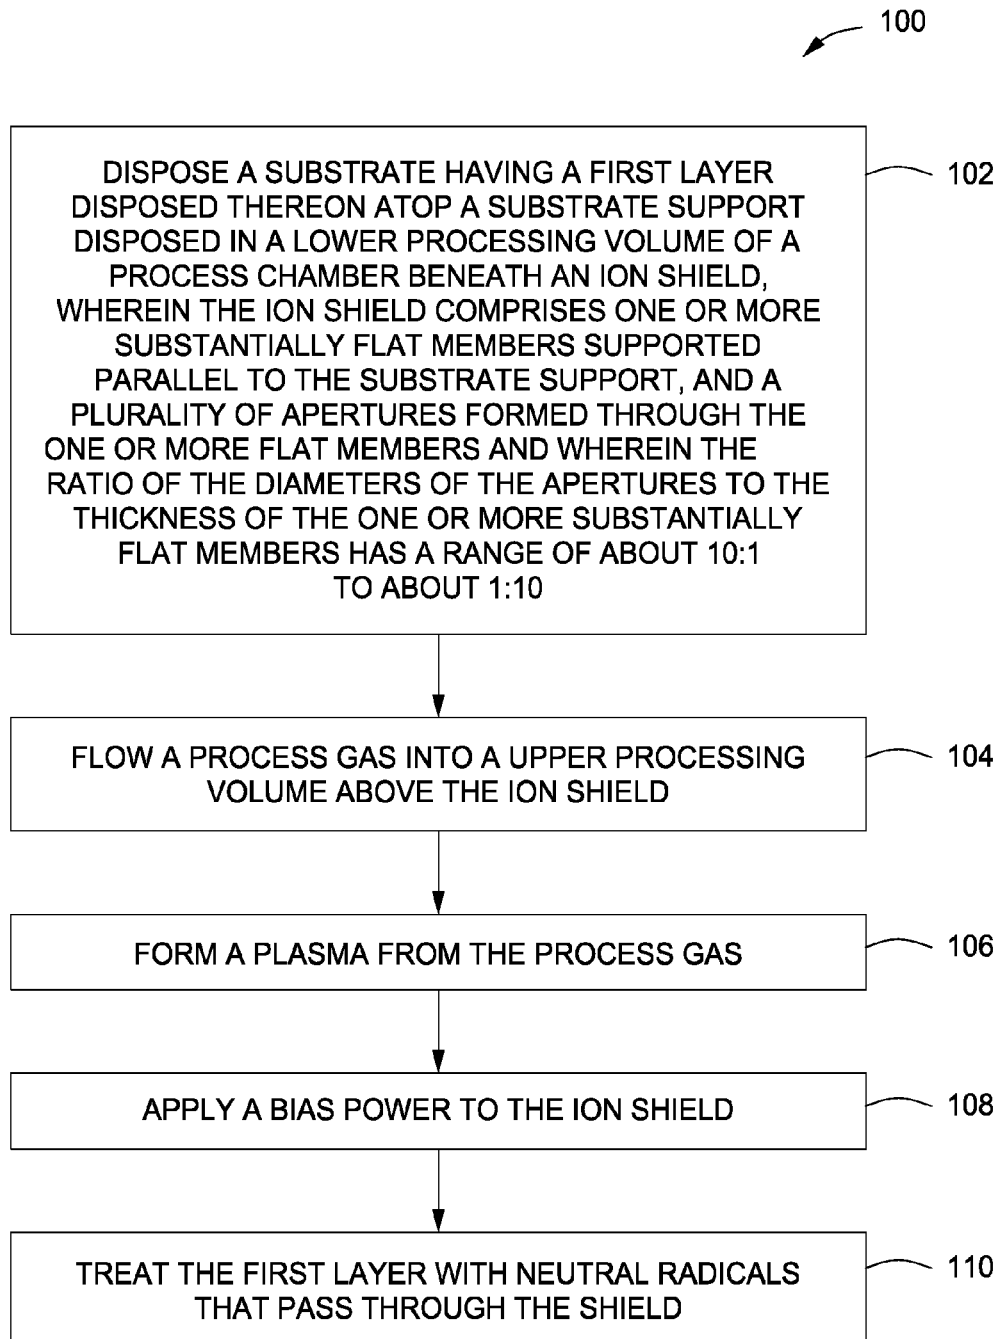 100
DISPOSE A SUBSTRATE HAVING A FIRST LAYER
DISPOSED THEREON ATOP A SUBSTRATE SUPPORT
DISPOSED IN A LOWER PROCESSING VOLUME OF A
PROCESS CHAMBER BENEATH AN ION SHIELD,
WHEREIN THE ION SHIELD COMPRISES ONE OR MORE
SUBSTANTIALLY FLAT MEMBERS SUPPORTED
PARALLEL TO THE SUBSTRATE SUPPORT, AND A
PLURALITY OF APERTURES FORMED THROUGH THE
ONE OR MORE FLAT MEMBERS AND WHEREIN THE
RATIO OF THE DIAMETERS OF THE APERTURES TO THE
THICKNESS OF THE ONE OR MORE SUBSTANTIALLY
FLAT MEMBERS HAS A RANGE OF ABOUT 10:1
TO ABOUT 1:10
102
FLOW A PROCESS GAS INTO A UPPER PROCESSING
VOLUME ABOVE THE ION SHIELD
104
FORM A PLASMA FROM THE PROCESS GAS
106
APPLY A BIAS POWER TO THE ION SHIELD
108
TREAT THE FIRST LAYER WITH NEUTRAL RADICALS
THAT PASS THROUGH THE SHIELD
110